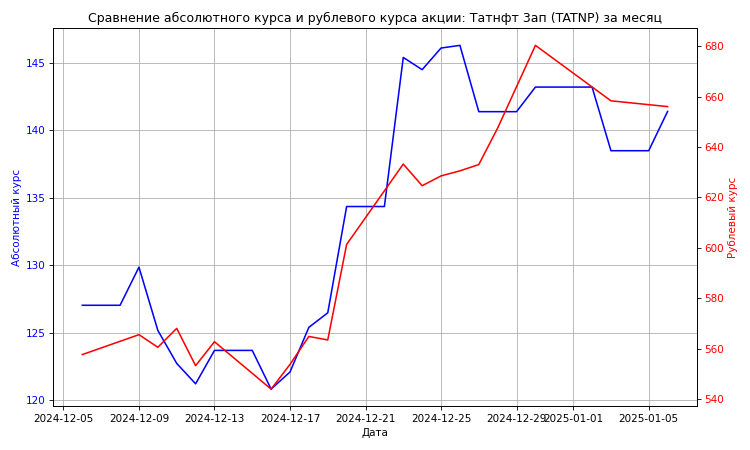 Сравнение абсолютного курса и рублевого курса акции: Татнфт 3ап (TATNP) за месяц
145
140
135
130
125
120
Абсолютный курс
680
660
640
620
600
580
560
540
Рублевый курс
2024-12-05 2024-12-09 2024-12-13 2024-12-17 2024-12-21 2024-12-25 2024-12-29 2025-01-01 2025-01-05
Дата